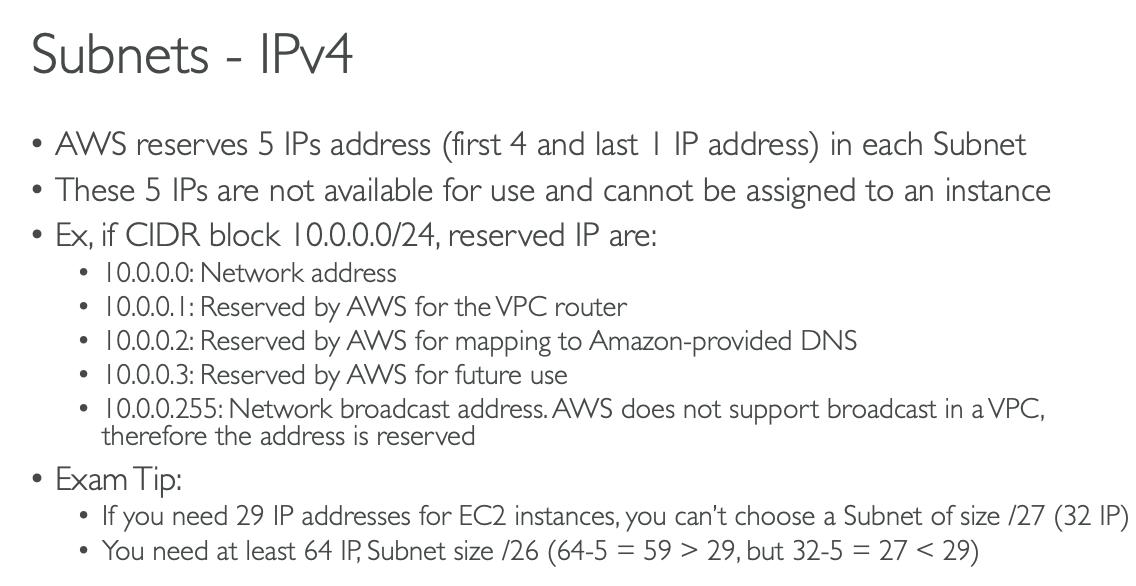 Subnets - IPv4
• AWS reserves 5 IPs address (first 4 and last 1 IP address) in each Subnet
• These 5 IPs are not available for use and cannot be assigned to an instance
• Ex, if CIDR block 10.0.0.0/24, reserved IP are:
• 10.0.0.0: Network address
• 10.0.0.1: Reserved by AWS for the VPC router
• 10.0.0.2: Reserved by AWS for mapping to Amazon-provided DNS
• 10.0.0.3: Reserved by AWS for future use
• 10.0.0.255: Network broadcast address. AWS does not support broadcast in a VPC,
therefore the address is reserved
• Exam Tip:
• If you need 29 IP addresses for EC2 instances, you can't choose a Subnet of size /27 (32 IP)
• You need at least 64 IP, Subnet size /26 (64-5 = 59 > 29, but 32-5 = 27 < 29)